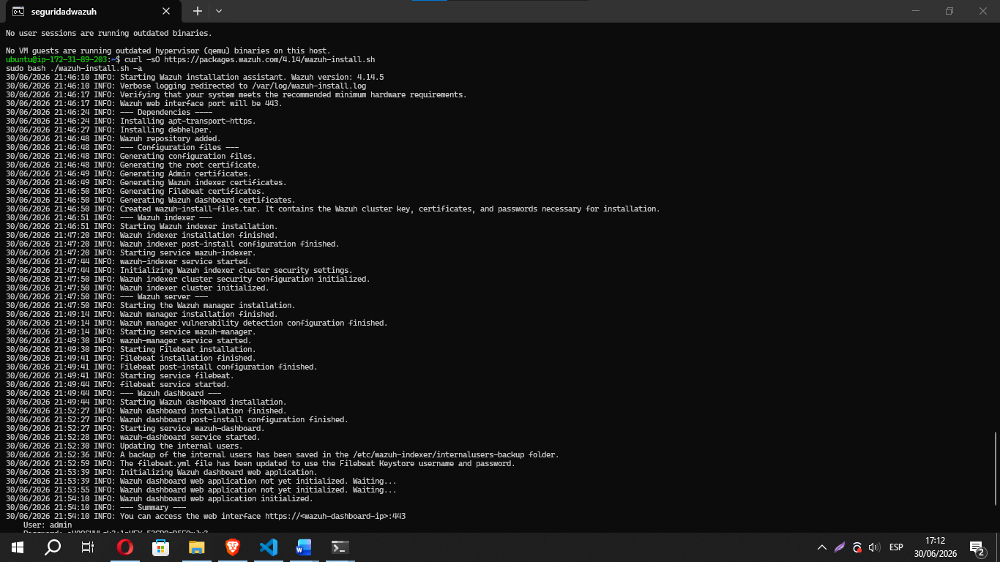 seguridadwazuh
No user sessions are running outdated binaries.
No VM guests are running outdated hypervisor (qemu) binaries on this host.
ubuntu@ip-172-31-89-203:~$ curl -sO https://packages.wazuh.com/4.14/wazuh-install.sh
sudo bash ./wazuh-install.sh -a
30/06/2026 21:46:10 INFO: Starting Wazuh installation assistant. Wazuh version: 4.14.5
30/06/2026 21:46:10 INFO: Verbose logging redirected to /var/log/wazuh-install.log
30/06/2026 21:46:17 INFO: Verifying that your system meets the recommended minimum hardware requirements.
30/06/2026 21:46:17 INFO: Wazuh web interface port will be 443.
30/06/2026 21:46:24 INFO: --- Dependencies ----
30/06/2026 21:46:24 INFO: Installing apt-transport-https.
30/06/2026 21:46:27 INFO: Installing debhelper.
30/06/2026 21:46:48 INFO: Wazuh repository added.
30/06/2026 21:46:48 INFO: --- Configuration files ---
30/06/2026 21:46:48 INFO: Generating configuration files.
30/06/2026 21:46:48 INFO: Generating the root certificate.
30/06/2026 21:46:49 INFO: Generating Admin certificates.
30/06/2026 21:46:49 INFO: Generating Wazuh indexer certificates.
30/06/2026 21:46:50 INFO: Generating Filebeat certificates.
30/06/2026 21:46:50 INFO: Generating Wazuh dashboard certificates.
30/06/2026 21:46:50 INFO: Created wazuh-install-files.tar. It contains the Wazuh cluster key, certificates, and passwords necessary for installation.
30/06/2026 21:46:51 INFO: --- Wazuh indexer ---
30/06/2026 21:46:51 INFO: Starting Wazuh indexer installation.
30/06/2026 21:47:20 INFO: Wazuh indexer installation finished.
30/06/2026 21:47:20 INFO: Wazuh indexer post-install configuration finished.
30/06/2026 21:47:20 INFO: Starting service wazuh-indexer.
30/06/2026 21:47:44 INFO: wazuh-indexer service started.
30/06/2026 21:47:44 INFO: Initializing Wazuh indexer cluster security settings.
30/06/2026 21:47:50 INFO: Wazuh indexer cluster security configuration initialized.
30/06/2026 21:47:50 INFO: Wazuh indexer cluster initialized.
30/06/2026 21:47:50 INFO: --- Wazuh server ---
30/06/2026 21:47:50 INFO: Starting the Wazuh manager installation.
30/06/2026 21:49:14 INFO: Wazuh manager installation finished.
30/06/2026 21:49:14 INFO: Wazuh manager vulnerability detection configuration finished.
30/06/2026 21:49:14 INFO: Starting service wazuh-manager.
30/06/2026 21:49:30 INFO: wazuh-manager service started.
30/06/2026 21:49:30 INFO: Starting Filebeat installation.
30/06/2026 21:49:41 INFO: Filebeat installation finished.
30/06/2026 21:49:41 INFO: Filebeat post-install configuration finished.
30/06/2026 21:49:41 INFO: Starting service filebeat.
30/06/2026 21:49:44 INFO: filebeat service started.
30/06/2026 21:49:44 INFO: --- Wazuh dashboard ---
30/06/2026 21:49:44 INFO: Starting Wazuh dashboard installation.
30/06/2026 21:52:27 INFO: Wazuh dashboard installation finished.
30/06/2026 21:52:27 INFO: Wazuh dashboard post-install configuration finished.
30/06/2026 21:52:27 INFO: Starting service wazuh-dashboard.
30/06/2026 21:52:28 INFO: wazuh-dashboard service started.
30/06/2026 21:52:30 INFO: Updating the internal users.
30/06/2026 21:52:36 INFO: A backup of the internal users has been saved in the /etc/wazuh-indexer/internalusers-backup folder.
30/06/2026 21:52:59 INFO: The filebeat.yml file has been updated to use the Filebeat Keystore username and password.
30/06/2026 21:53:39 INFO: Initializing Wazuh dashboard web application.
30/06/2026 21:53:39 INFO: Wazuh dashboard web application not yet initialized. Waiting...
30/06/2026 21:53:55 INFO: Wazuh dashboard web application not yet initialized. Waiting...
30/06/2026 21:54:10 INFO: Wazuh dashboard web application initialized.
30/06/2026 21:54:10 INFO: --- Summary ---
30/06/2026 21:54:10 INFO: You can access the web interface https://<wazuh-dashboard-ip>:443
User: admin
ESP
17:12
30/06/2026
2